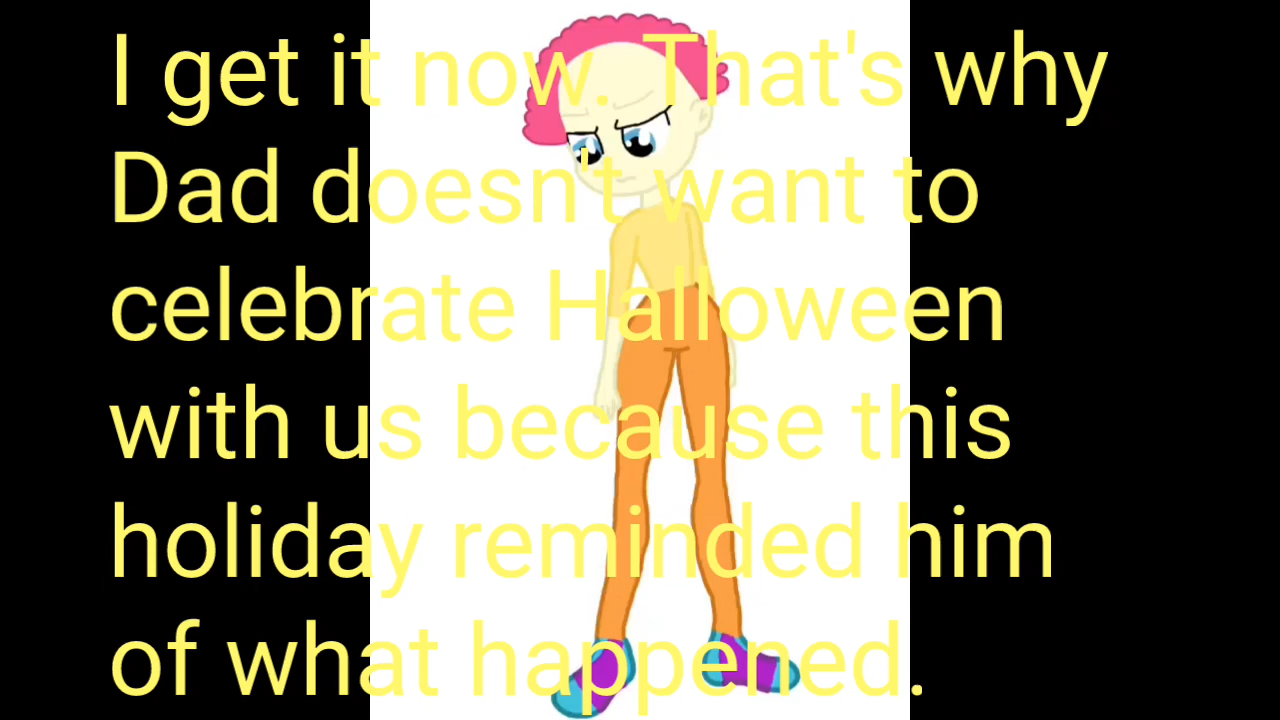 I get it now. That's why
Dad doesn't want to
celebrate Halloween
with us because this
holiday reminded him
of what happened.